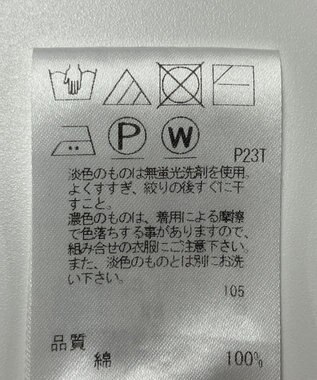 P W
P23T
淡色のものは無蛍光洗剤を使用。
よくすすぎ、絞りの後すぐに干
すこと。
濃色のものは、着用による摩擦
で色落ちする事がありますので、
組み合せの衣服にご注意下さい。
また、淡色のものとは別にお洗
い下さい。
105
品質
綿 100%